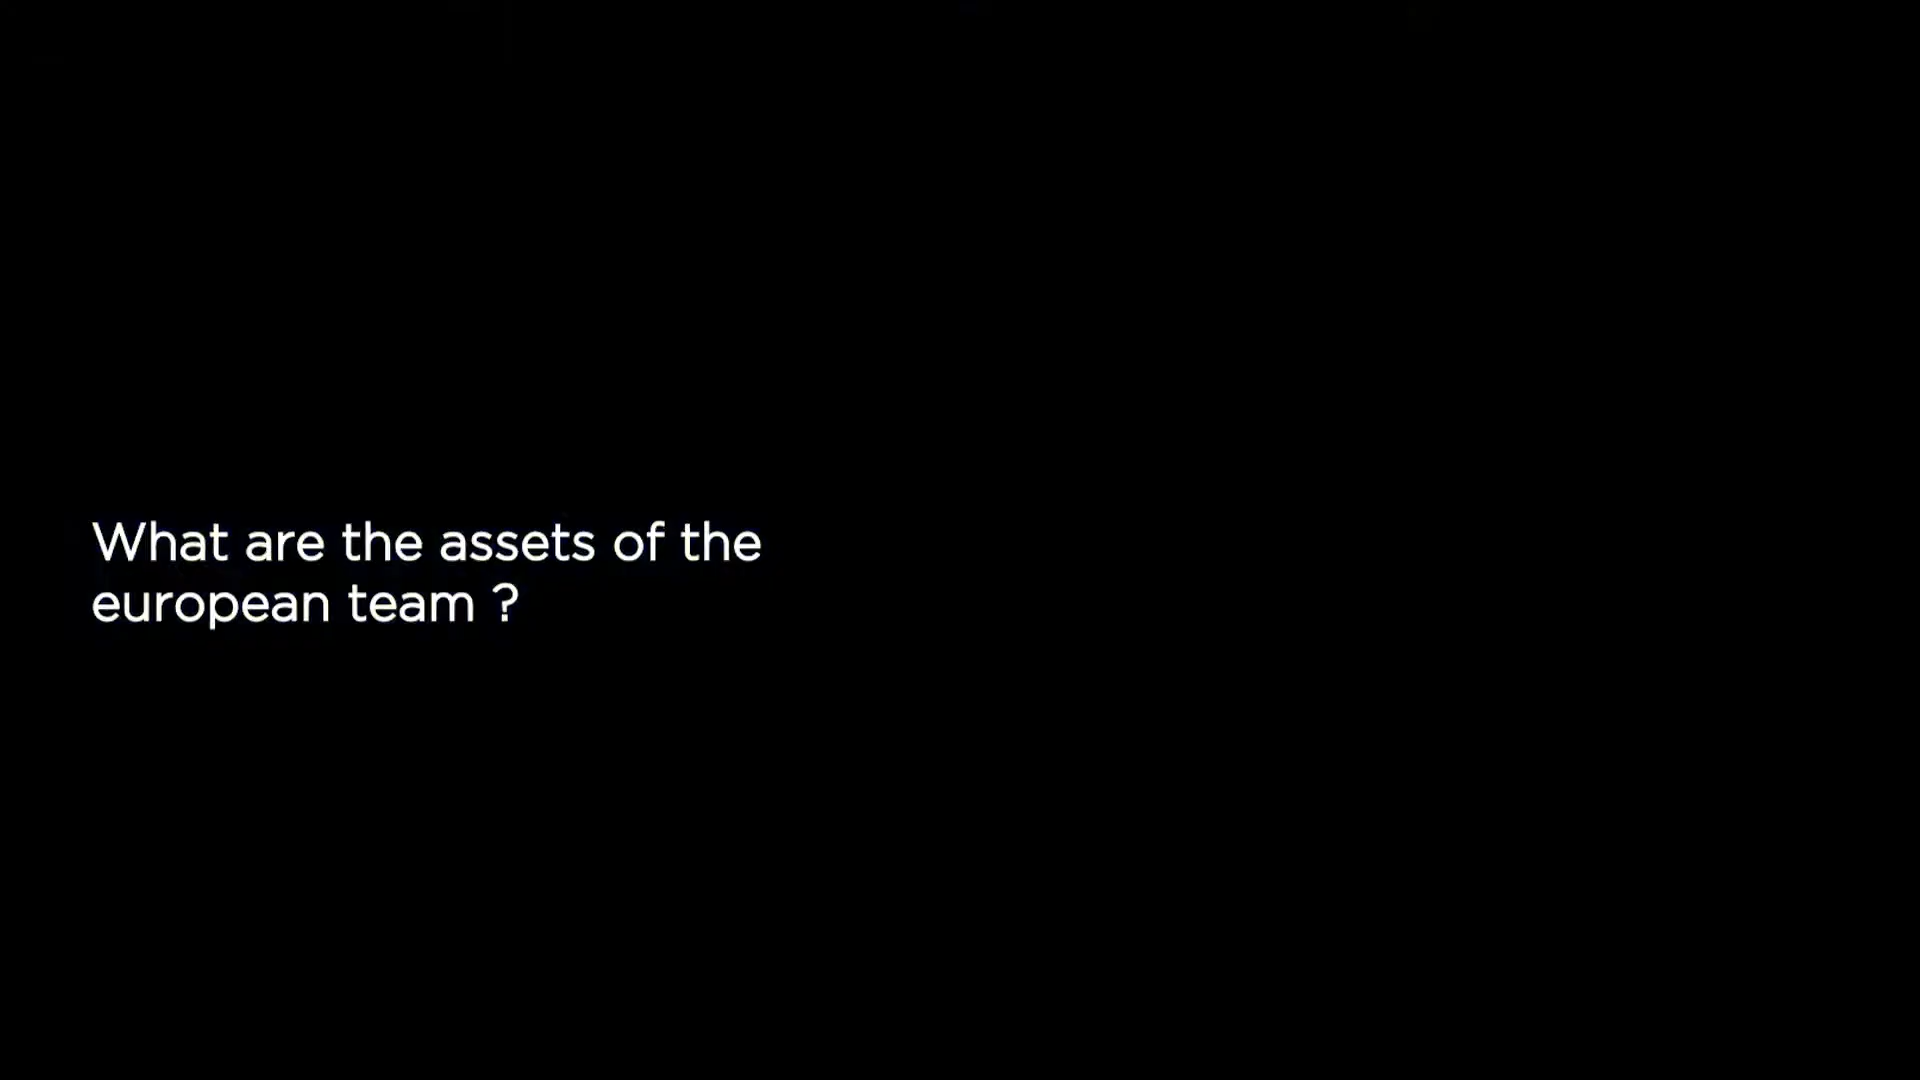 What are the assets of the
european team ?